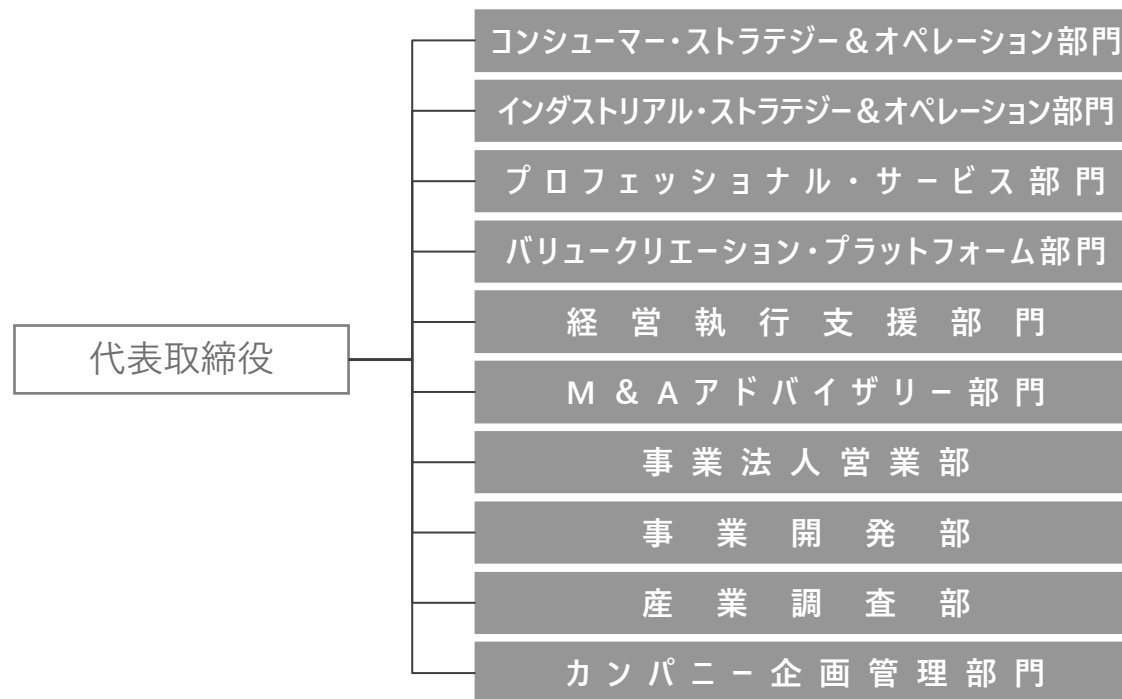 コンシューマー・ストラテジー＆オペレーション部門
インダストリアル・ストラテジー＆オペレーション部門
プロフェッショナル・サービス部門
バリュークリエーション・プラットフォーム部門
経営執行支援部門
代表取締役
M&Aアドバイザリー部門
事業法人営業部
事業開発部
産業調査部
カンパニー企画管理部門